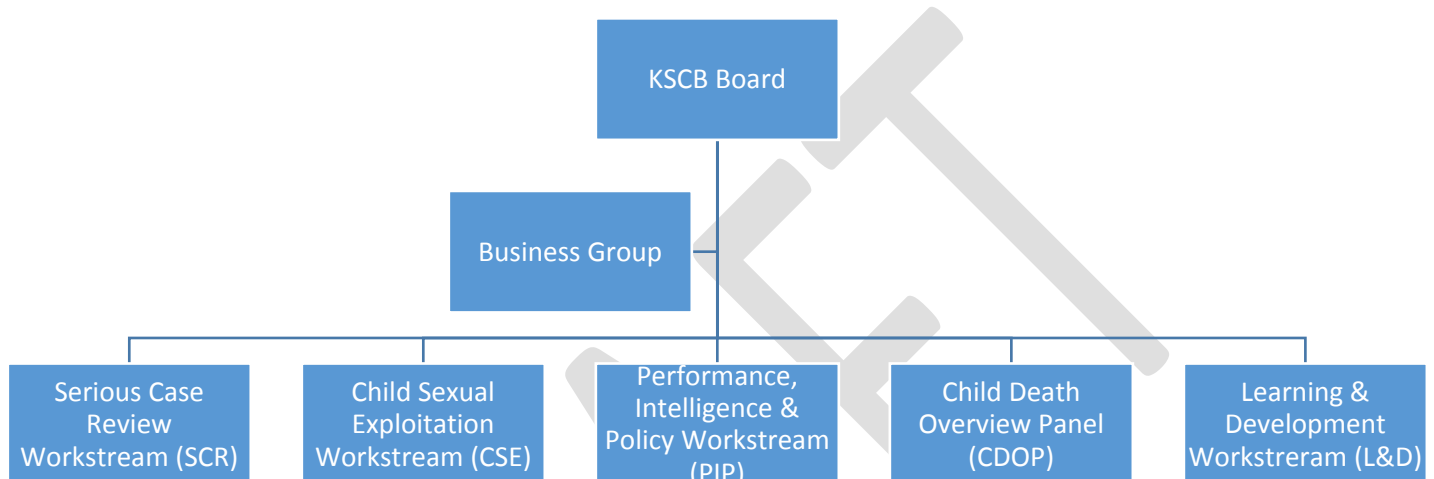 KSCB Board
Business Group
Serious Case
Review
Workstream (SCR)
Child Sexual
Exploitation
Workstream (CSE)
Performance,
Intelligence &
Policy Workstream
(PIP)
Child Death
Overview Panel
(CDOP)
Learning &
Development
Workstreram (L&D)